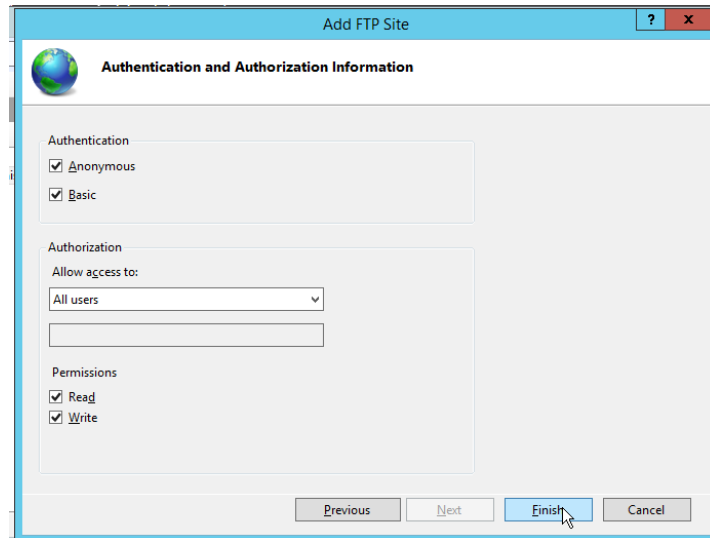 Add FTP Site
?
x
Authentication and Authorization Information
Authentication
Anonymous
Basic
Authorization
Allow access to:
All users
Permissions
Read
Write
Previous
Next
Finish
Cancel